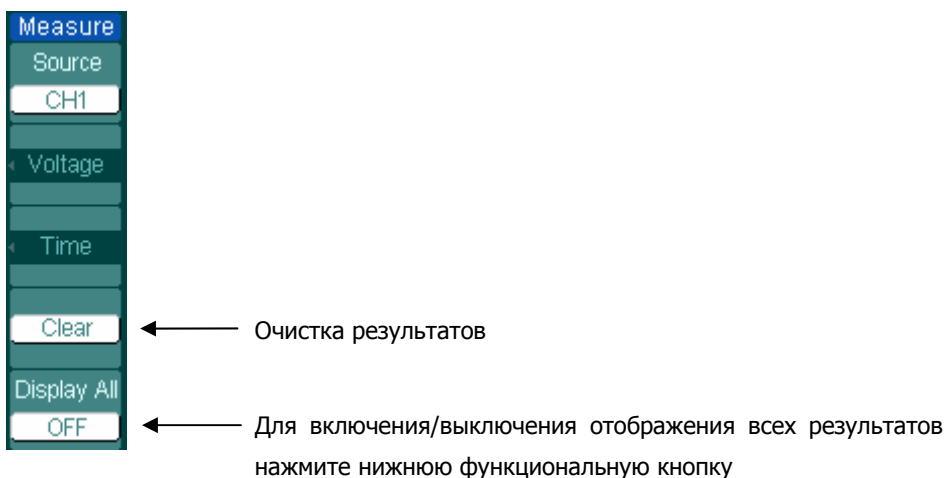 Measure
Source
CH1
Voltage
Time
Clear
Очистка результатов
Display All
OFF
Для включения/выключения отображения всех результатов
нажмите нижнюю функциональную кнопку